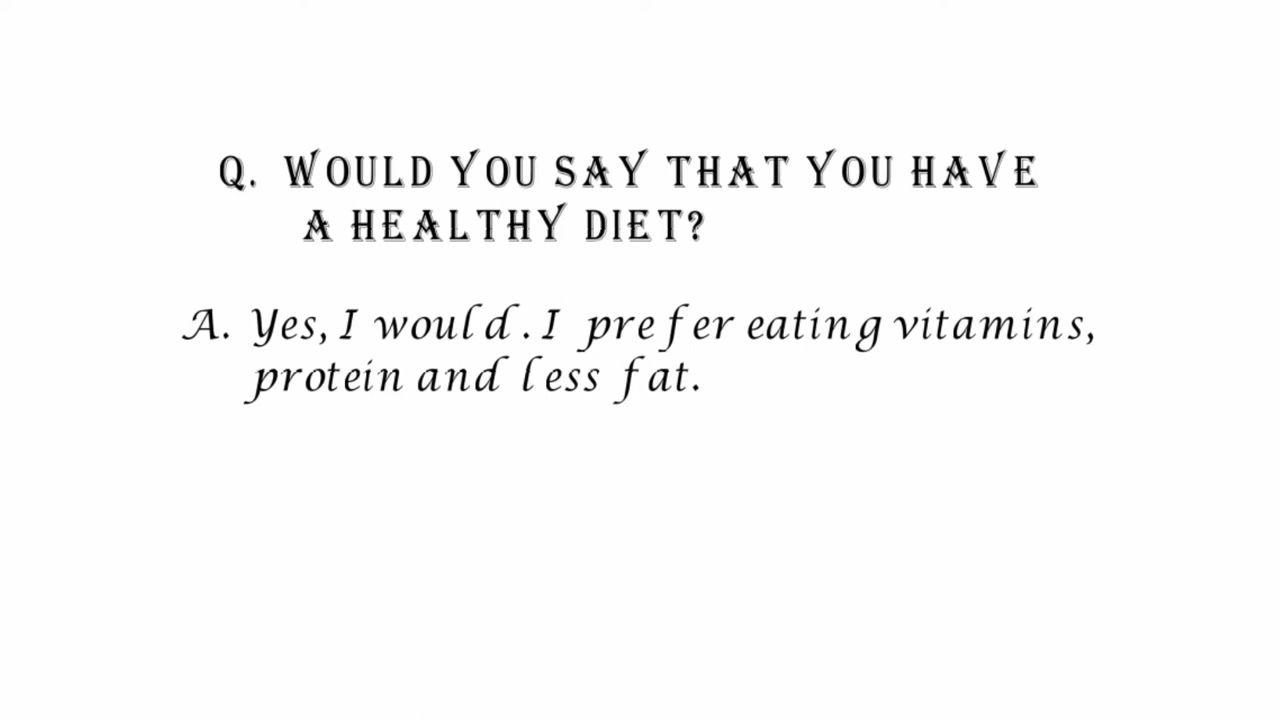 Q. WOULD YOU SAY THAT YOU HAVE
A HEALTHY DIET?
A. Yes, I would. I prefer eating vitamins,
protein and less fat.